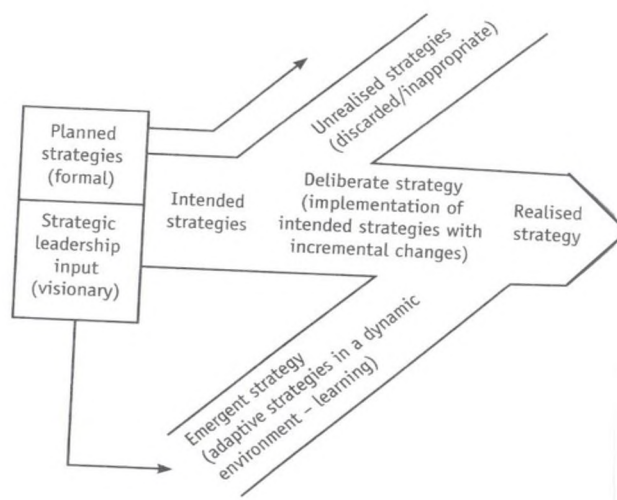 Planned
strategies
(formal)
Strategic
leadership
input
(visionary)
Intended
strategies
Unrealised strategies
(discarded/inappropriate)
Deliberate strategy
(implementation of
intended strategies with
incremental changes)
Realised
strategy
Emergent strategy
(adaptive strategies in a dynamic
environment – learning)